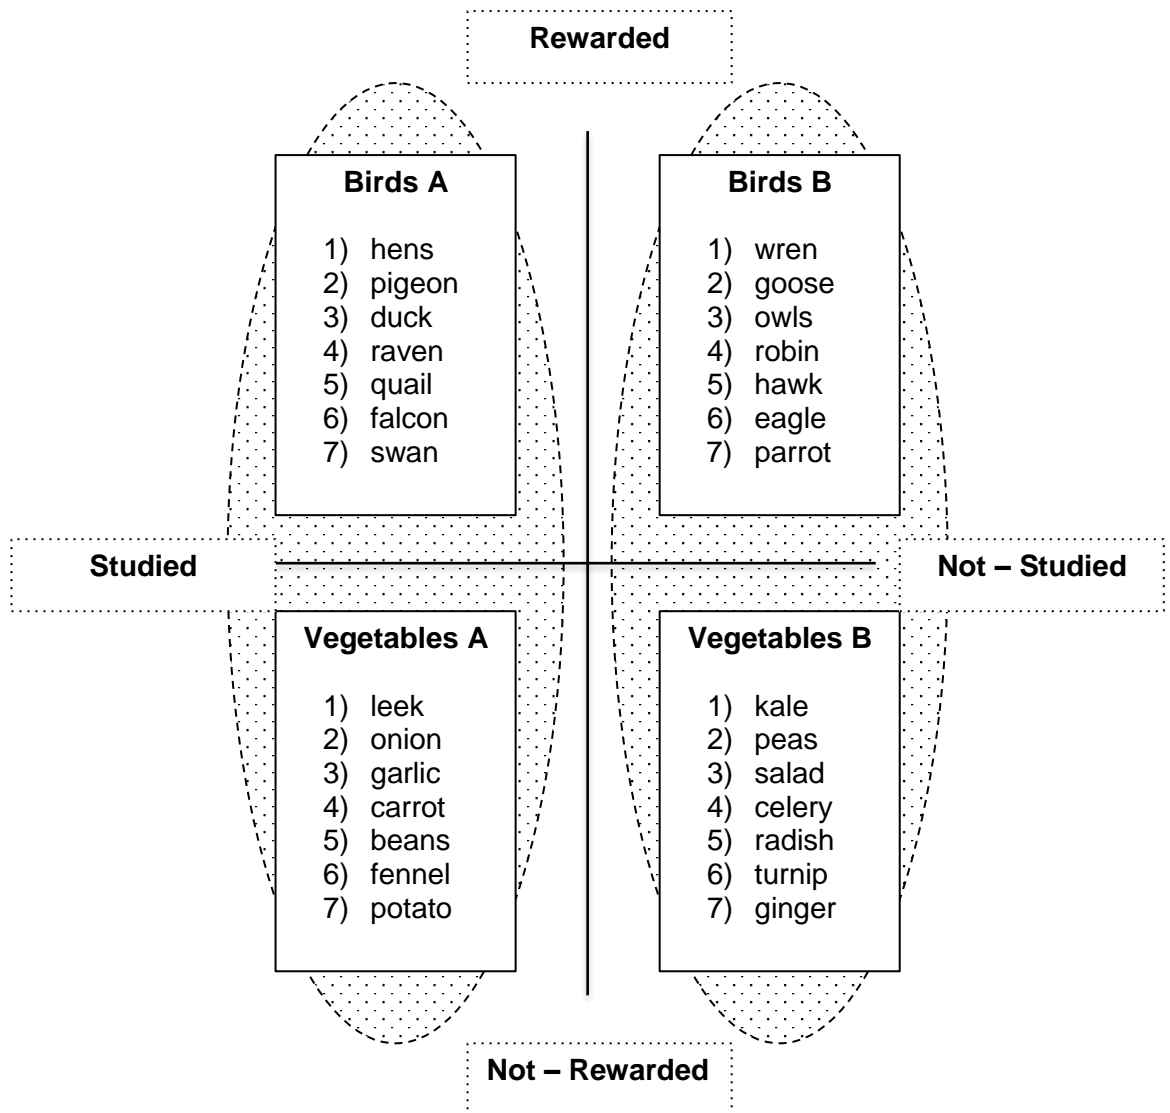 Rewarded
Birds A
1) hens
2) pigeon
3) duck
4) raven
5) quail
6) falcon
7) swan
Birds B
1) wren
2) goose
3) owls
4) robin
5) hawk
6) eagle
7) parrot
Studied
Not – Studied
Vegetables A
1) leek
2) onion
3) garlic
4) carrot
5) beans
6) fennel
7) potato
Vegetables B
1) kale
2) peas
3) salad
4) celery
5) radish
6) turnip
7) ginger
Not – Rewarded